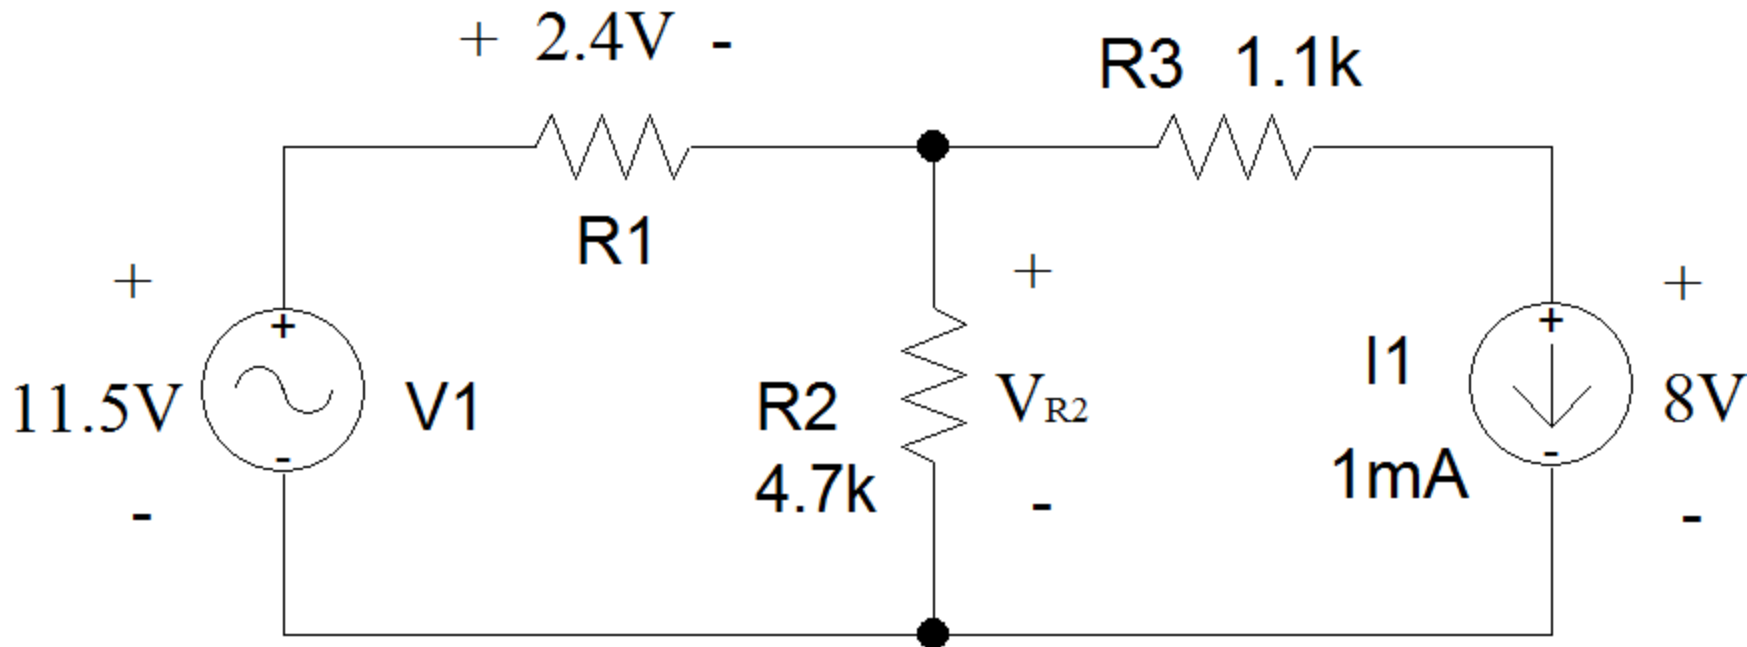 + 2.4V -
R3 1.1k
R1
+
11.5V
-
+
-
V1
R2
4.7k
+
VR2
-
I1
1mA
+
-
+
8V
-